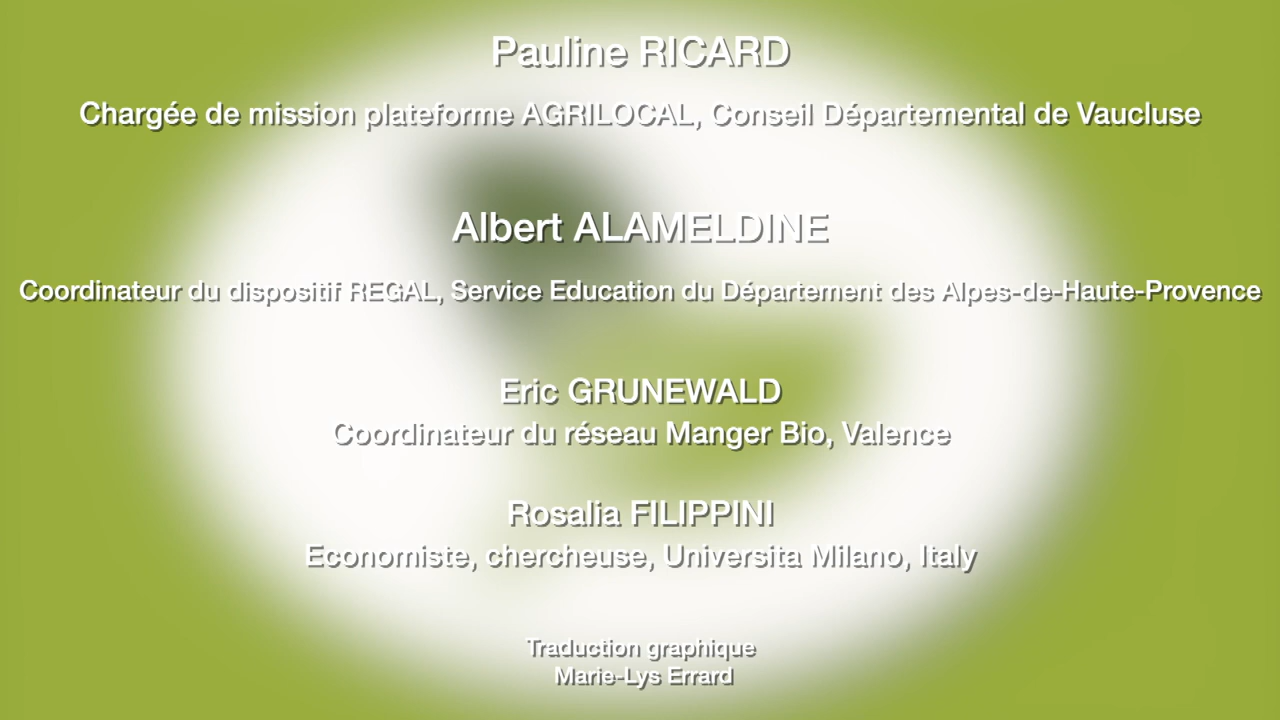 Pauline RICARD
Chargée de mission plateforme AGRILOCAL, Conseil Départemental de Vaucluse
Albert ALAMELDINE
Coordinateur du dispositif REGAL, Service Education du Département des Alpes-de-Haute-Provence
Eric GRUNEWALD
Coordinateur du réseau Manger Bio, Valence
Rosalia FILIPPINI
Economiste, chercheuse, Universita Milano, Italy
Traduction graphique
Marie-Lys Errard